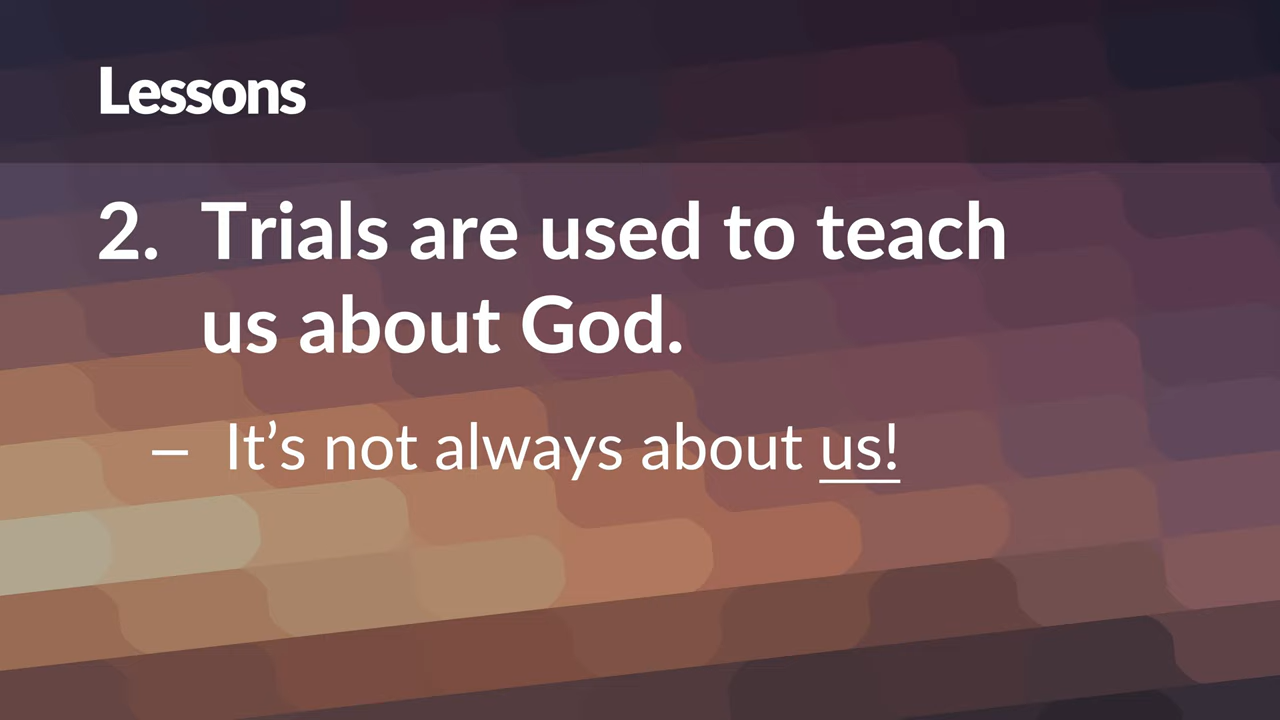 Lessons
2. Trials are used to teach
us about God.
– It’s not always about us!